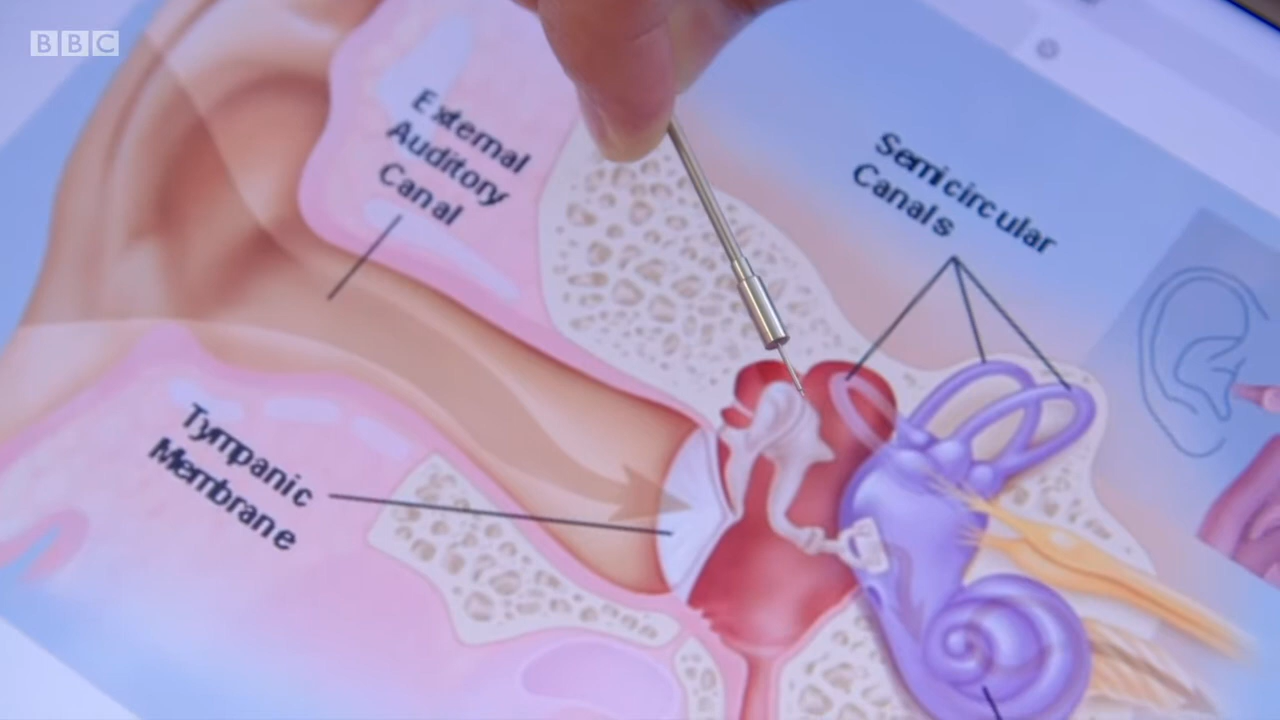 BBC
External
Auditory
Canal
Semicircular
Canals
Tympanic
Membrane